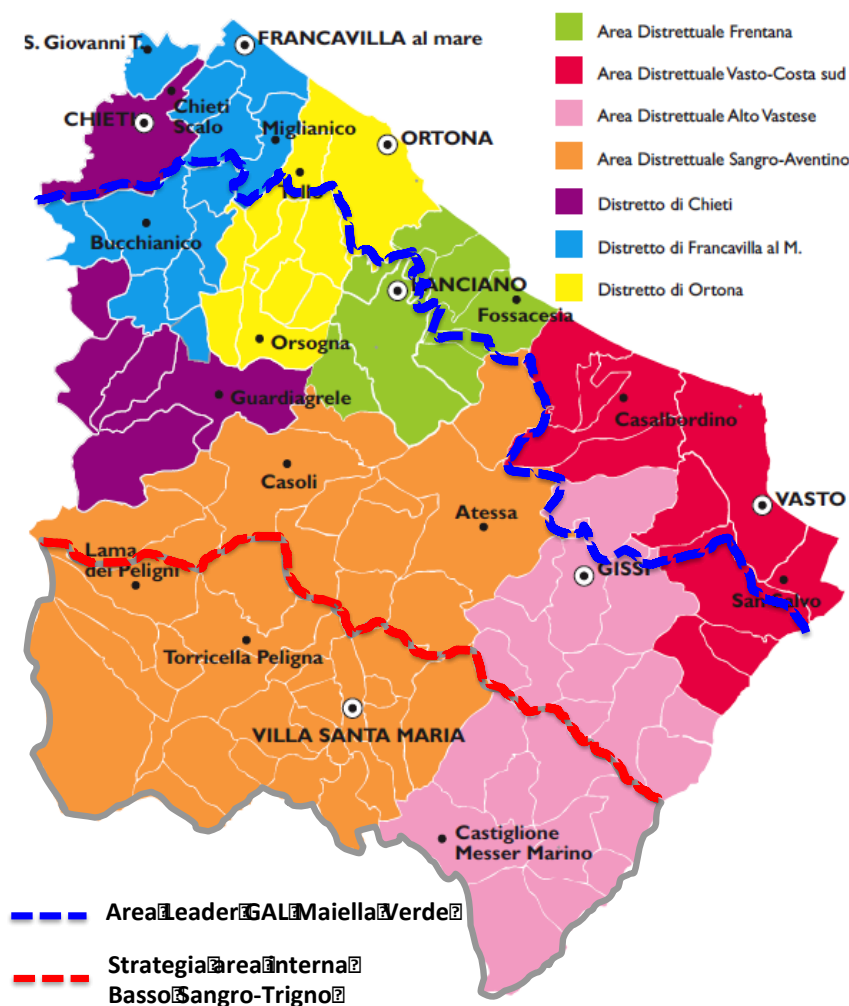 S. Giovanni T.
FRANCAVILLA al mare
CHIETI
Chieti
Scalo
Miglianico
ORTONA
Tollo
Bucchianico
LANCIANO
Fossacesia
Orsogna
Guardiagrele
Casalbordino
Casoli
Atessa
VASTO
Lama
dei Peligni
GISSI
San Salvo
Torricella Peligna
VILLA SANTA MARIA
Castiglione
Messer Marino
Area Distrettuale Frentana
Area Distrettuale Vasto-Costa sud
Area Distrettuale Alto Vastese
Area Distrettuale Sangro-Aventino
Distretto di Chieti
Distretto di Francavilla al M.
Distretto di Ortona
Area⍰Leader⍰GAL⍰Maiella⍰Verde⍰
Strategia⍰area⍰interna⍰
Basso⍰Sangro-Trigno⍰